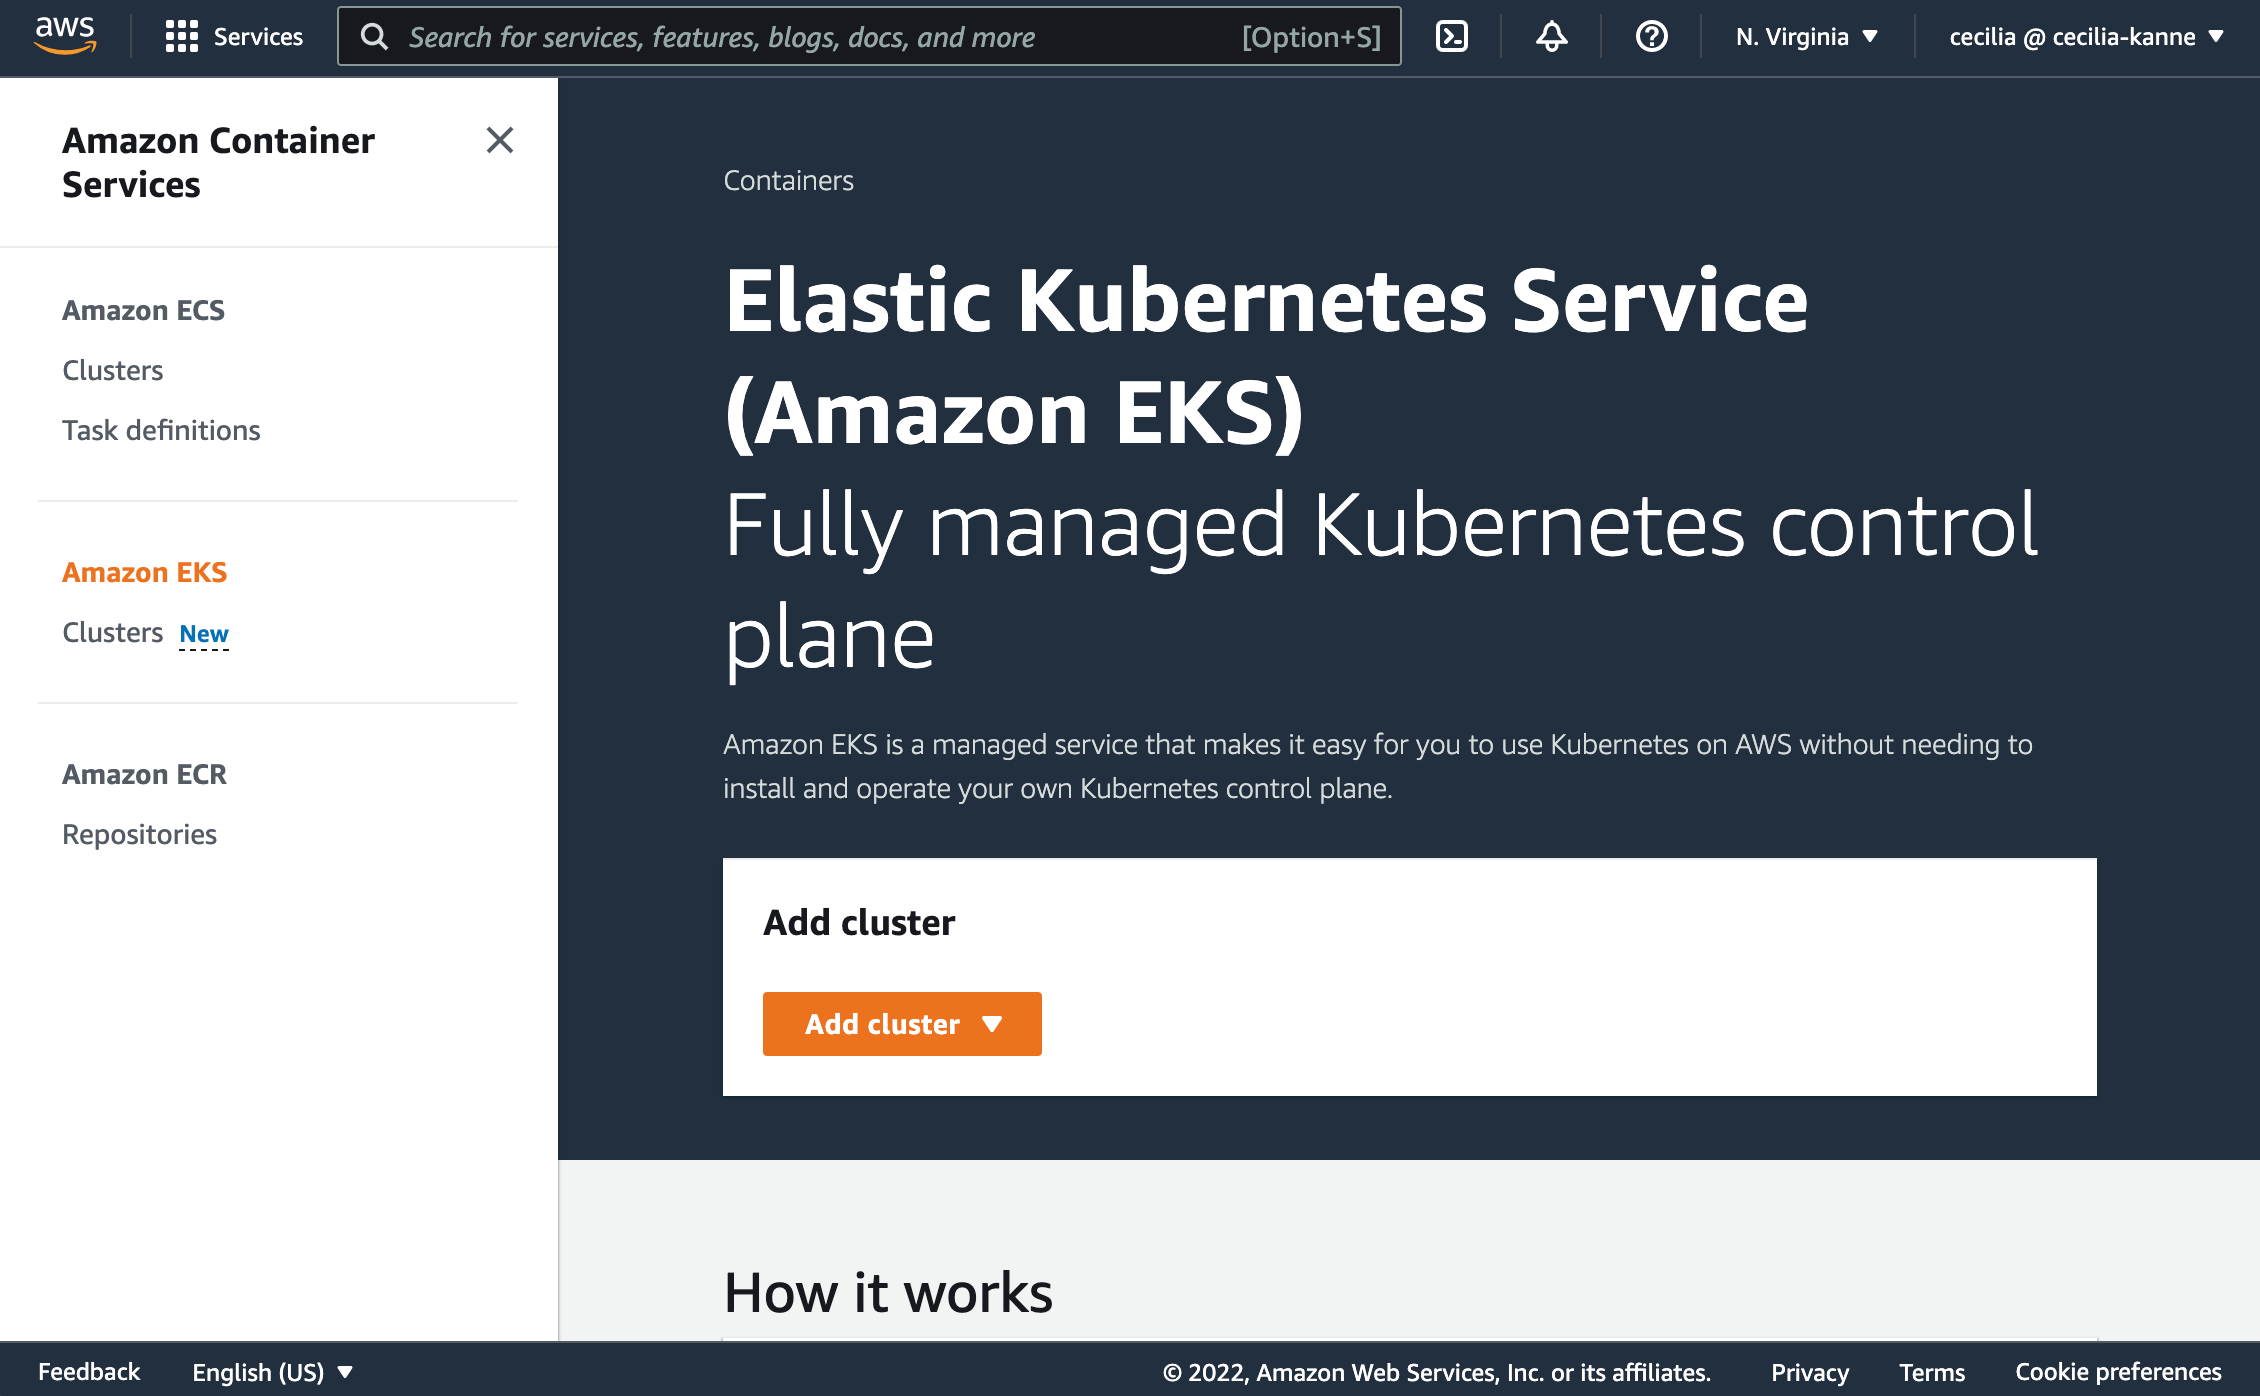 aws
Services
Search for services, features, blogs, docs, and more
[Option+S]
N. Virginia
cecilia @ cecilia-kanne
Amazon Container
Services
Amazon ECS
Clusters
Task definitions
Amazon EKS
Clusters New
Amazon ECR
Repositories
Containers
Elastic Kubernetes Service
(Amazon EKS)
Fully managed Kubernetes control
plane
Amazon EKS is a managed service that makes it easy for you to use Kubernetes on AWS without needing to
install and operate your own Kubernetes control plane.
Add cluster
Add cluster
How it works
Feedback
English (US)
© 2022, Amazon Web Services, Inc. or its affiliates.
Privacy
Terms
Cookie preferences